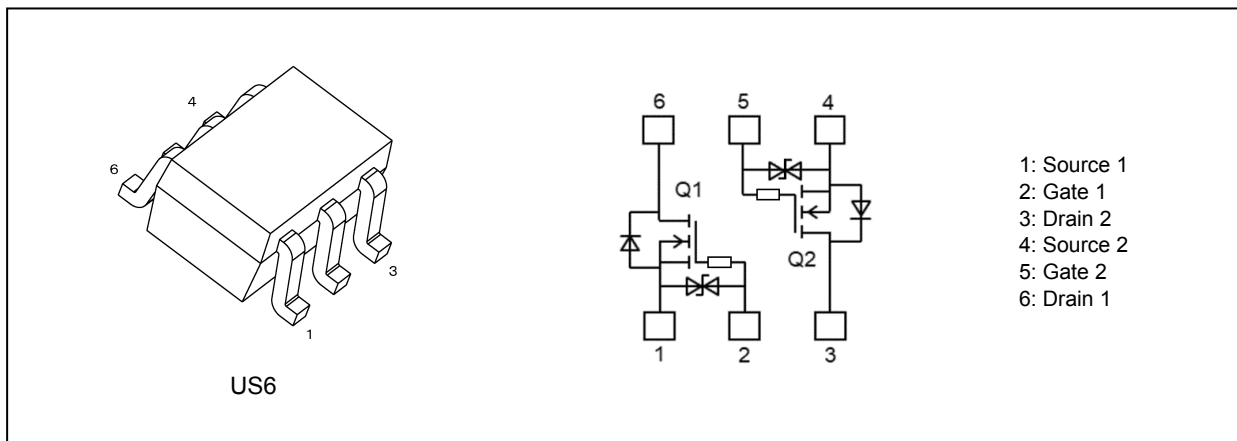 4
6
3
1
US6
6 5 4
Q1
Q2
1 2 3
1: Source 1
2: Gate 1
3: Drain 2
4: Source 2
5: Gate 2
6: Drain 1